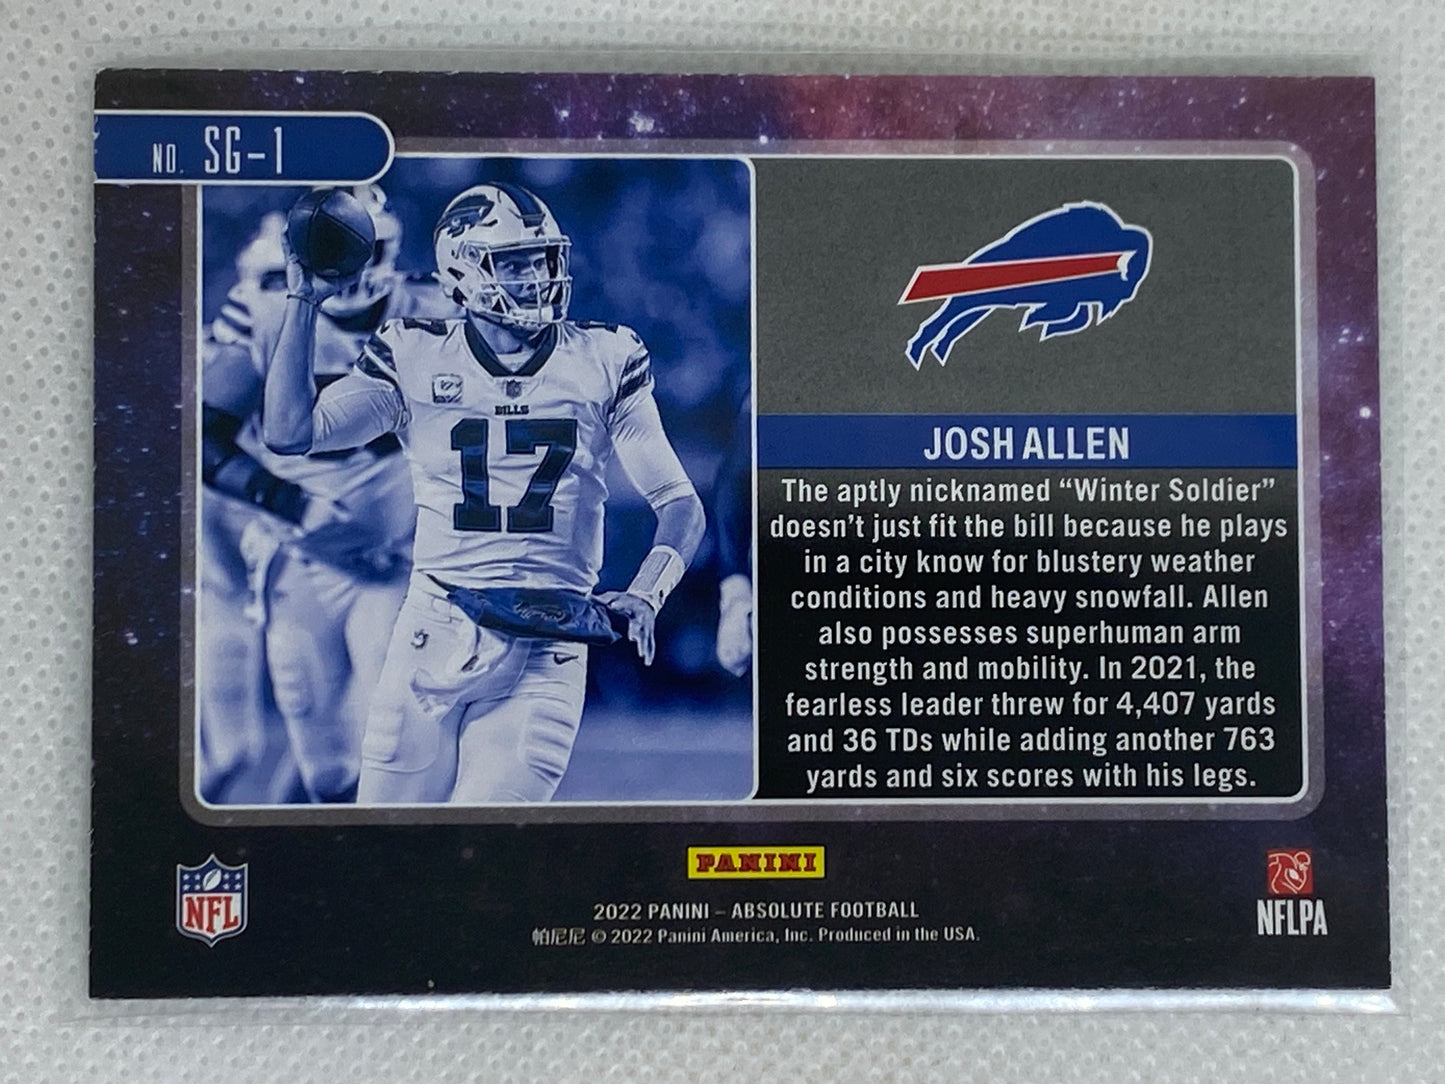 NO. SG-1
BILLS
17
JOSH ALLEN
The aptly nicknamed “Winter Soldier”
doesn’t just fit the bill because he plays
in a city know for blustery weather
conditions and heavy snowfall. Allen
also possesses superhuman arm
strength and mobility. In 2021, the
fearless leader threw for 4,407 yards
and 36 TDs while adding another 763
yards and six scores with his legs.
PANINI
NFL
NFLPA
2022 PANINI – ABSOLUTE FOOTBALL
帕尼尼 © 2022 Panini America, Inc. Produced in the USA.